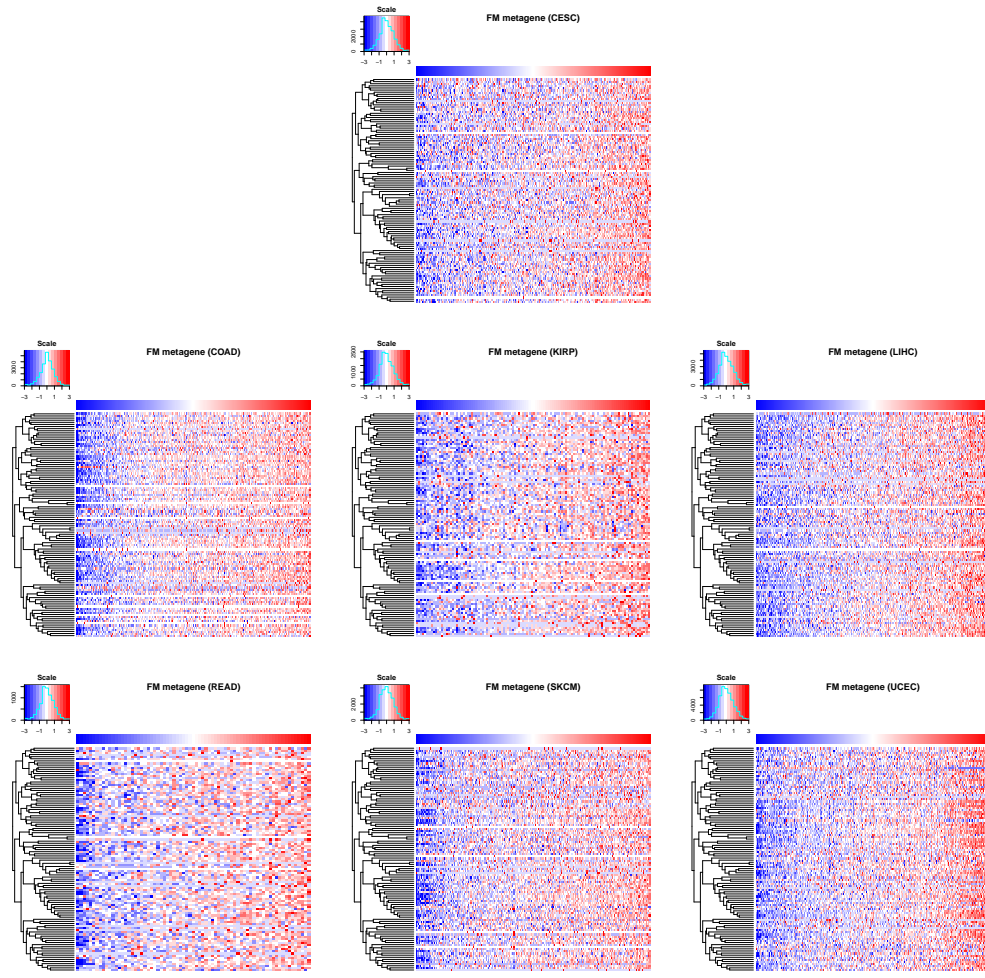 Scale
FM metagene (CESC)
0 2000
−3 −1 1 3
Scale
FM metagene (COAD)
0 3000
−3 −1 1 3
Scale
FM metagene (KIRP)
0 1000 2500
−3 −1 1 3
Scale
FM metagene (LIHC)
0 3000
−3 −1 1 3
Scale
FM metagene (READ)
0 1000
−3 −1 1 3
Scale
FM metagene (SKCM)
0 2000
−3 −1 1 3
Scale
FM metagene (UCEC)
0 4000
−3 −1 1 3